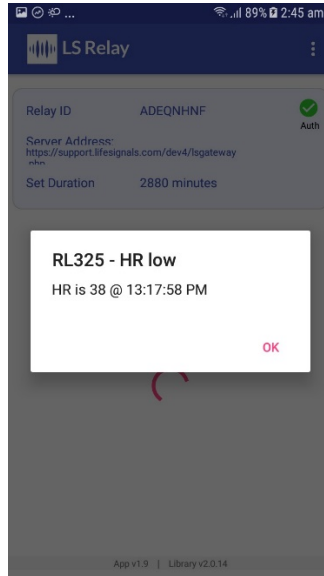 89% 2:45 am
LS Relay
Relay ID ADEQNHNF
Auth
Server Address:
https://support.lifesignals.com/dev4/lsgateway
.php
Set Duration 2880 minutes
RL325 - HR low
HR is 38 @ 13:17:58 PM
OK
App v1.9 | Library v2.0.14